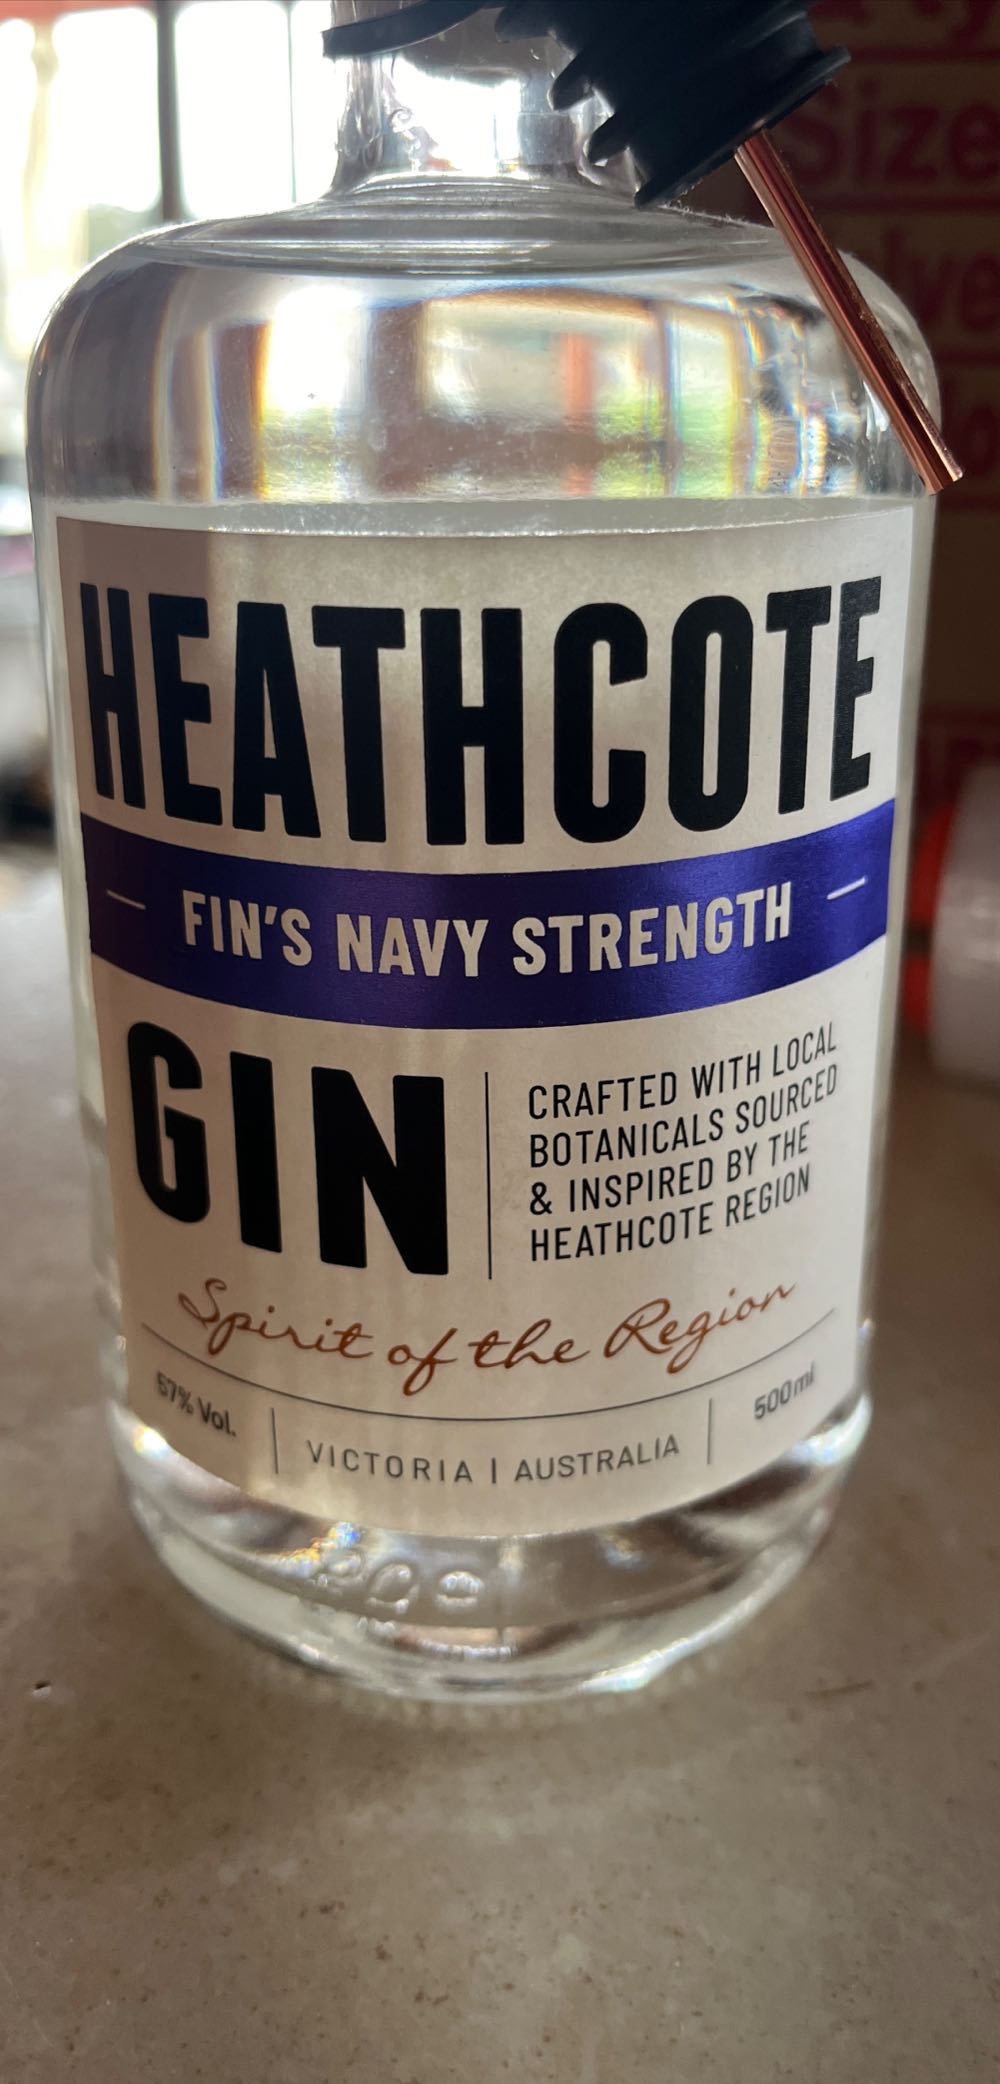 HEATHCOTE
FIN'S NAVY STRENGTH
GIN
CRAFTED WITH LOCAL
BOTANICALS SOURCED
& INSPIRED BY THE
HEATHCOTE REGION
Spirit of the Region
57% Vol.
VICTORIA | AUSTRALIA
500ml
Size